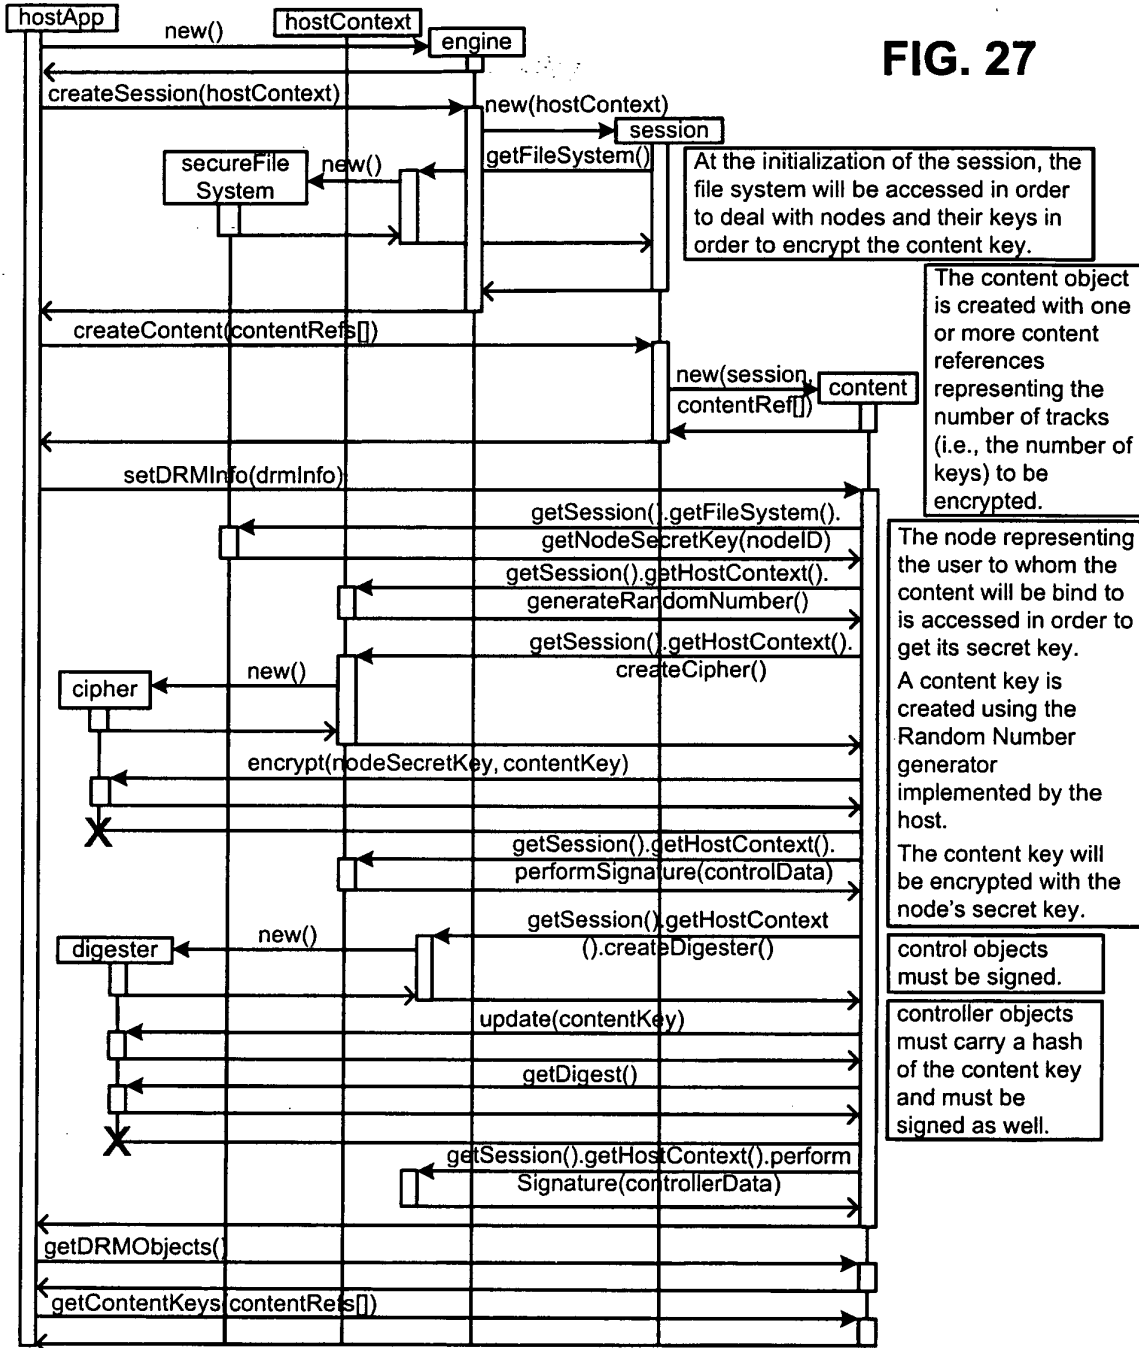 hostApp
new()
hostContext
engine
FIG. 27
createSession(hostContext)
new(hostContext)
session
getFileSystem()
new()
secureFile
System
At the initialization of the session, the
file system will be accessed in order
to deal with nodes and their keys in
order to encrypt the content key.
The content object
is created with one
or more content
references
representing the
number of tracks
(i.e., the number of
keys) to be
encrypted.
createContent(contentRefs[])
new(session,
contentRef[])
content
setDRMInfo(drmInfo)
getSession().getFileSystem().
getNodeSecretKey(nodeID)
getSession().getHostContext().
generateRandomNumber()
getSession().getHostContext().
createCipher()
The node representing
the user to whom the
content will be bind to
is accessed in order to
get its secret key.
A content key is
created using the
Random Number
generator
implemented by the
host.
The content key will
be encrypted with the
node's secret key.
new()
cipher
encrypt(nodeSecretKey, contentKey)
getSession().getHostContext().
performSignature(controlData)
getSession().getHostContext
().createDigester()
new()
digester
control objects
must be signed.
update(contentKey)
getDigest()
controller objects
must carry a hash
of the content key
and must be
signed as well.
getSession().getHostContext().perform
Signature(controllerData)
getDRMObjects()
getContentKeys(contentRefs[])